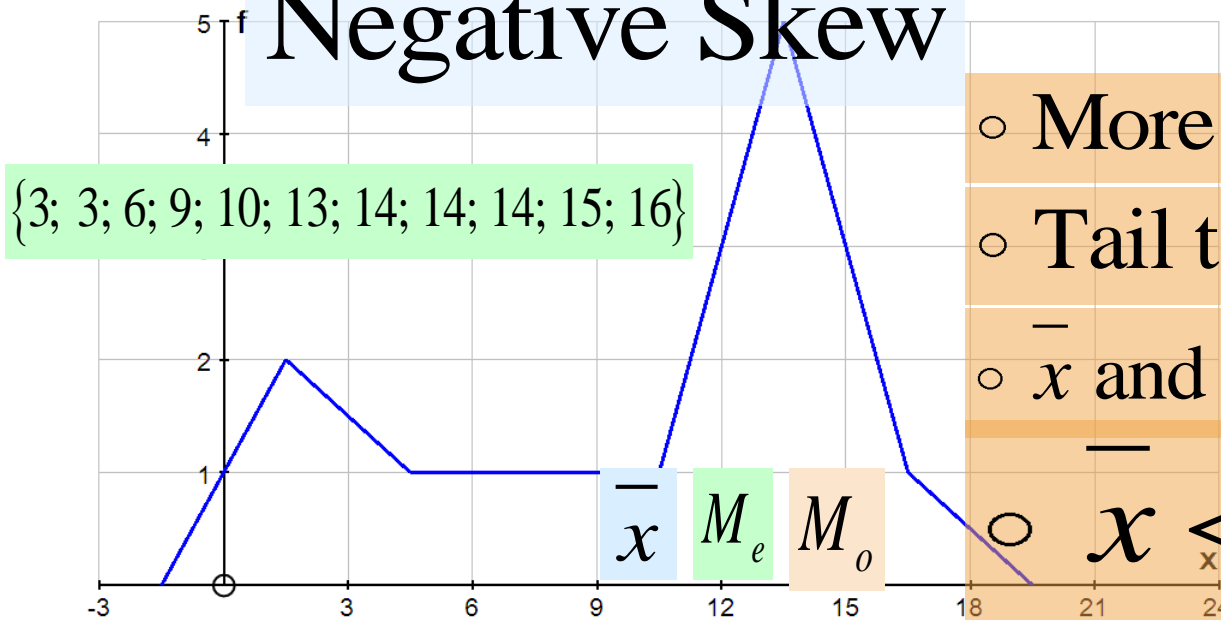 Negative Skew
5 f
4
{3; 3; 6; 9; 10; 13; 14; 14; 14; 15; 16}
2
1
x̅ Mₑ Mₒ
○ More
○ Tail t
○ x̅ and
○ x̅ <
x
-3 3 6 9 12 15 18 21 24